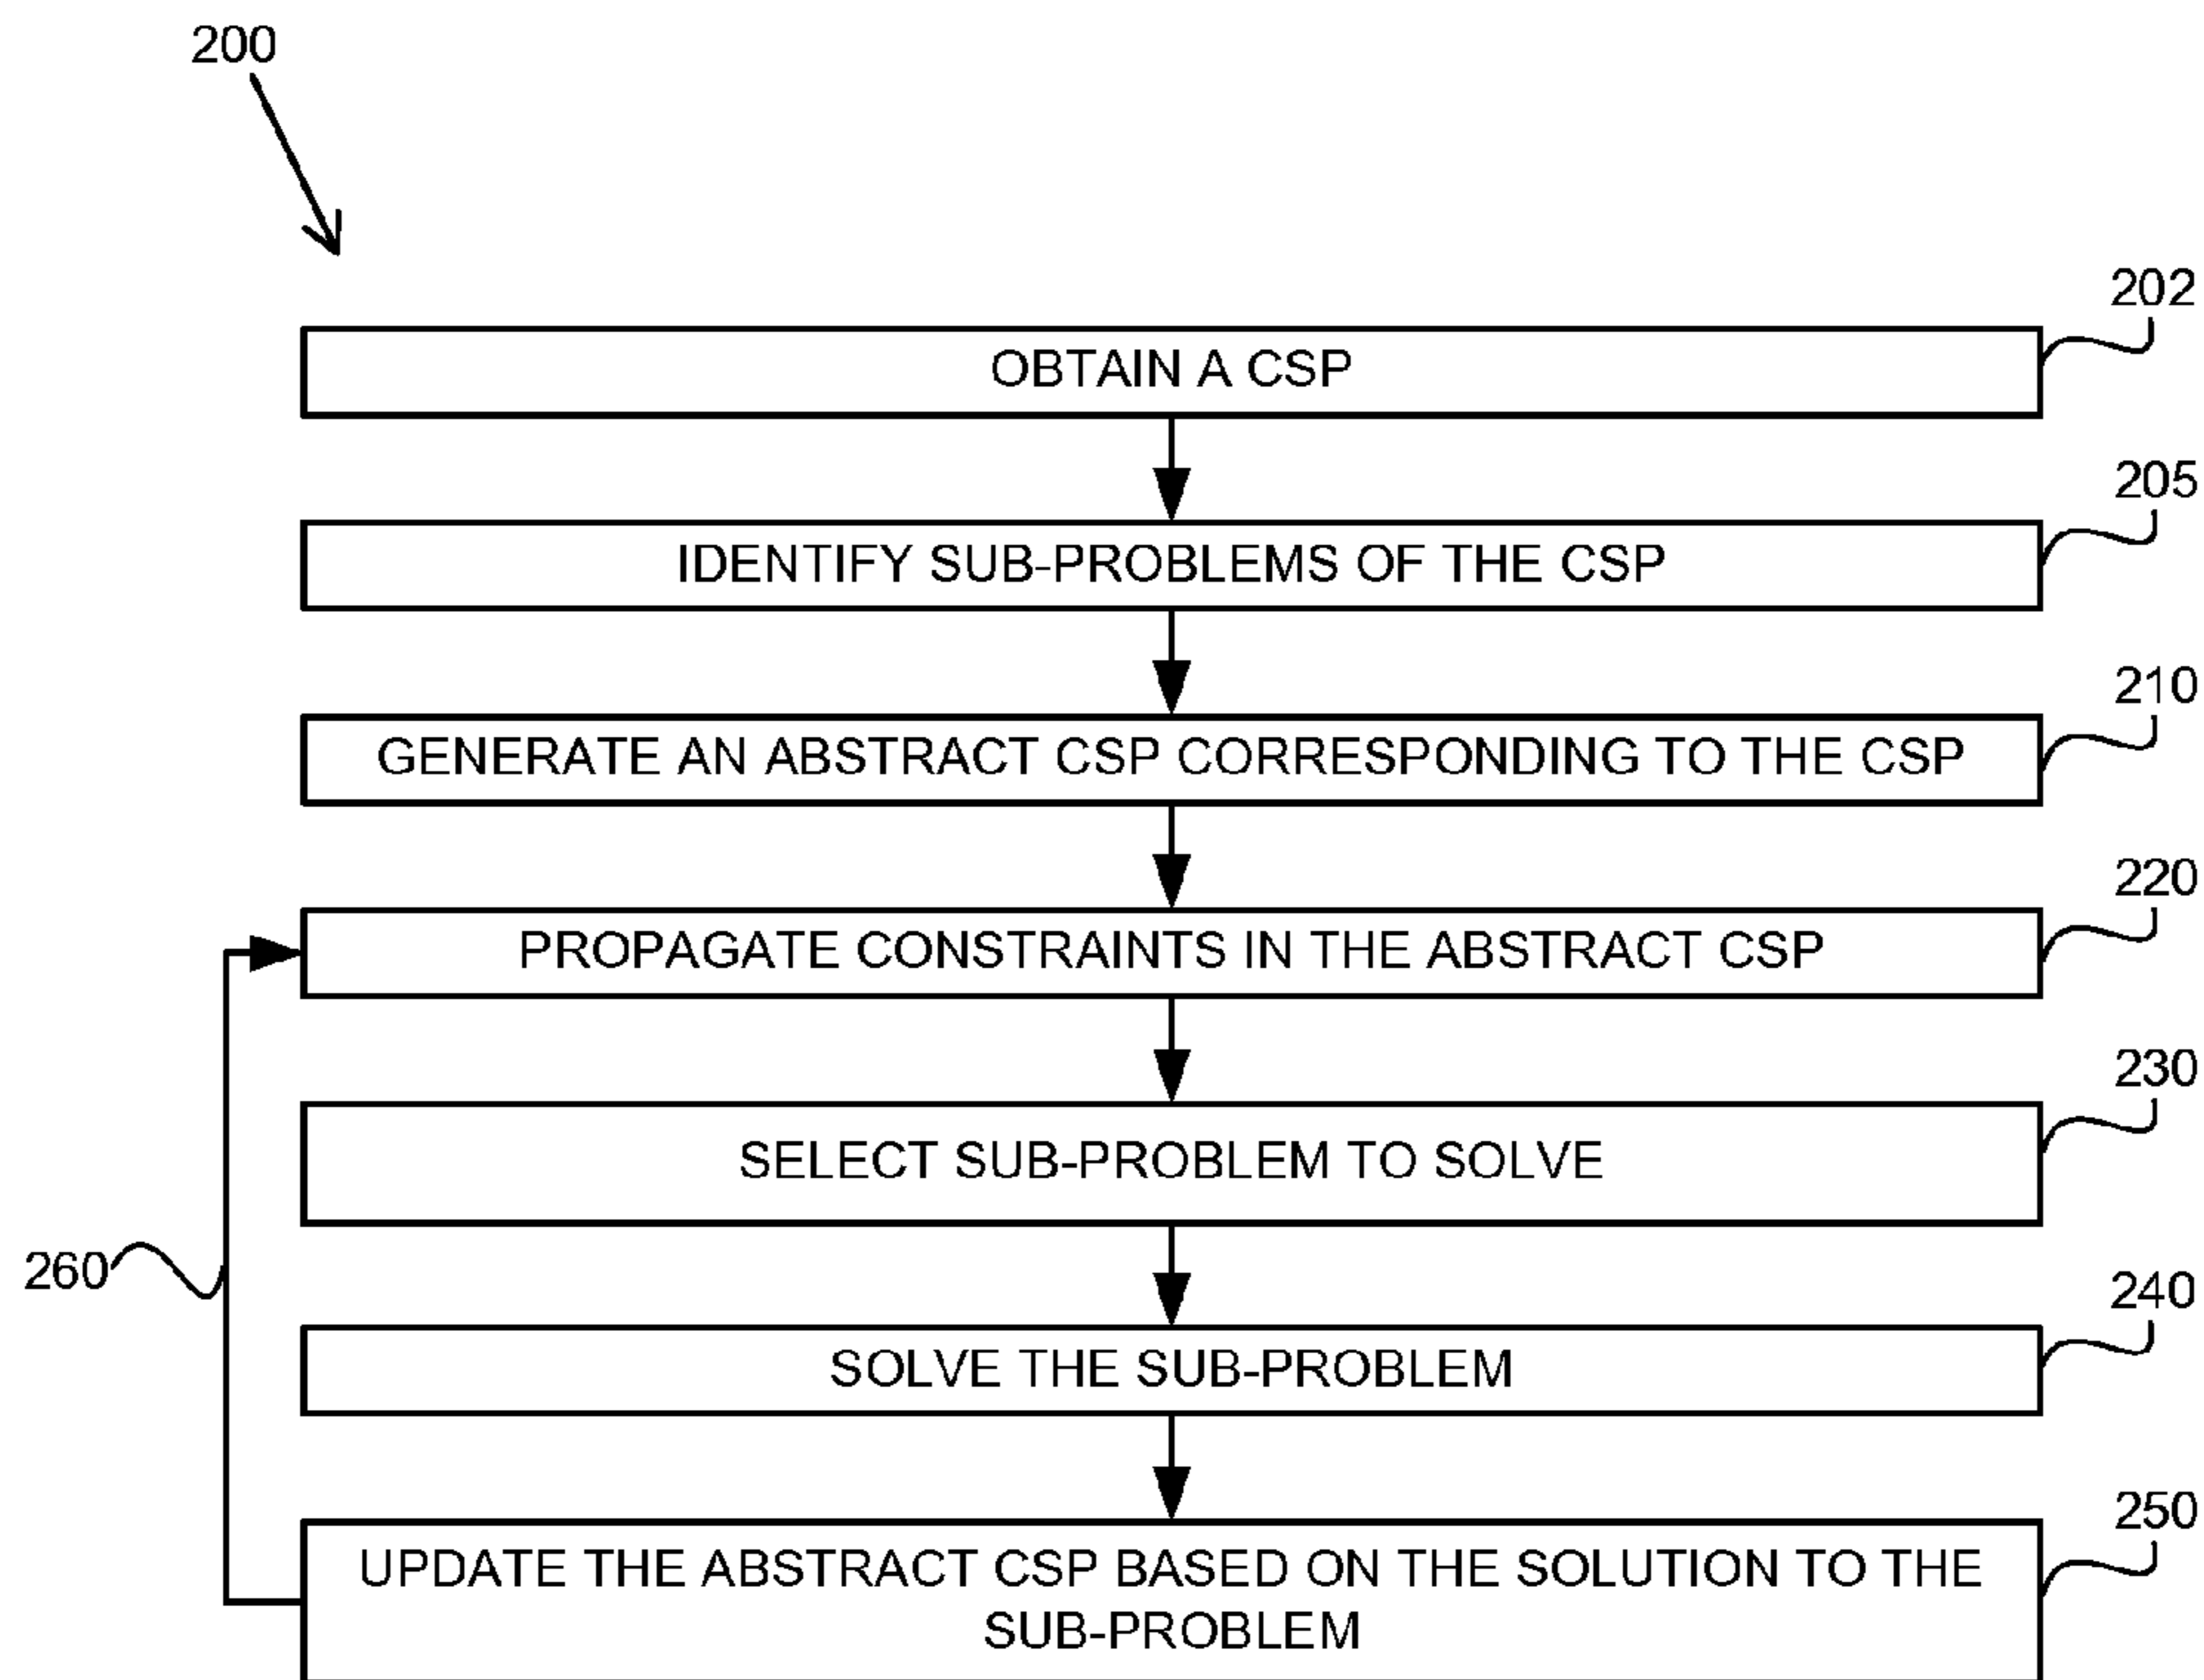 200
202
OBTAIN A CSP
205
IDENTIFY SUB-PROBLEMS OF THE CSP
210
GENERATE AN ABSTRACT CSP CORRESPONDING TO THE CSP
220
PROPAGATE CONSTRAINTS IN THE ABSTRACT CSP
230
SELECT SUB-PROBLEM TO SOLVE
260
240
SOLVE THE SUB-PROBLEM
250
UPDATE THE ABSTRACT CSP BASED ON THE SOLUTION TO THE
SUB-PROBLEM